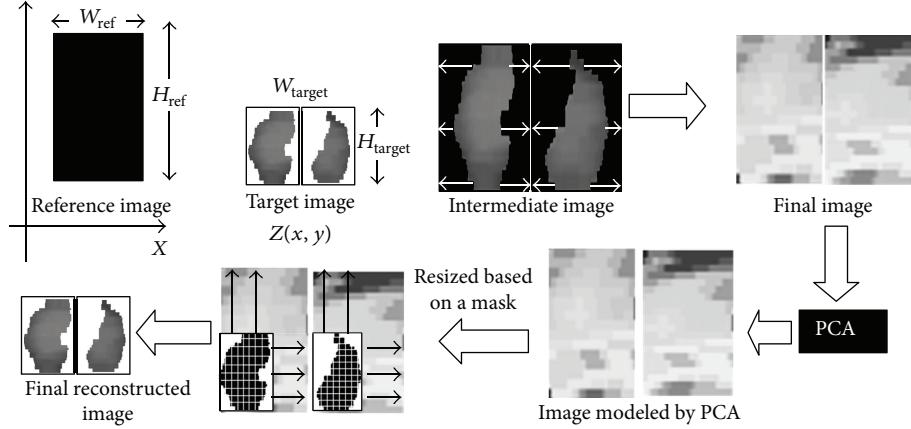 W_ref
H_ref
Reference image
X
W_target
H_target
Target image
Z(x, y)
Intermediate image
Final image
PCA
Image modeled by PCA
Resized based
on a mask
Final reconstructed
image